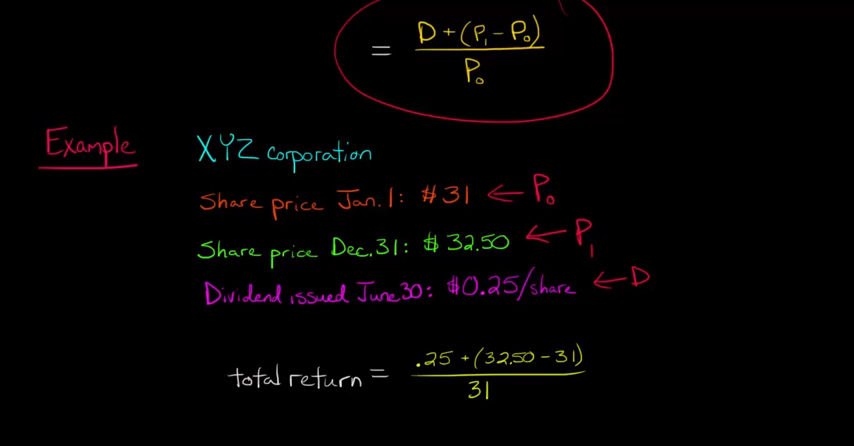 = D + (P₁ - P₀)
P₀
Example
XYZ corporation
Share price Jan. 1: $31 ← P₀
Share price Dec. 31: $32.50 ← P₁
Dividend issued June 30: $0.25/share ← D
total return = .25 + (32.50 - 31)
31